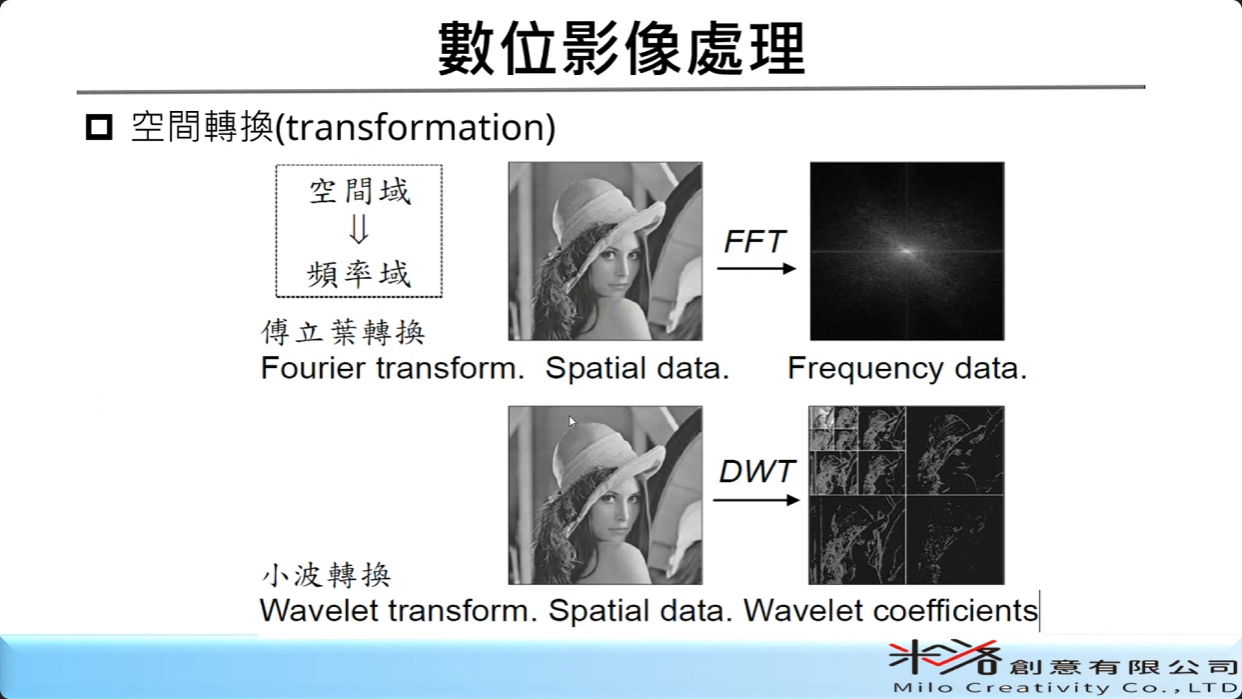 數位影像處理
空間轉換(transformation)
空間域
⇓
頻率域
FFT
傅立葉轉換
Fourier transform. Spatial data. Frequency data.
DWT
小波轉換
Wavelet transform. Spatial data. Wavelet coefficients
米洛創意有限公司
Milo Creativity Co.,LTD